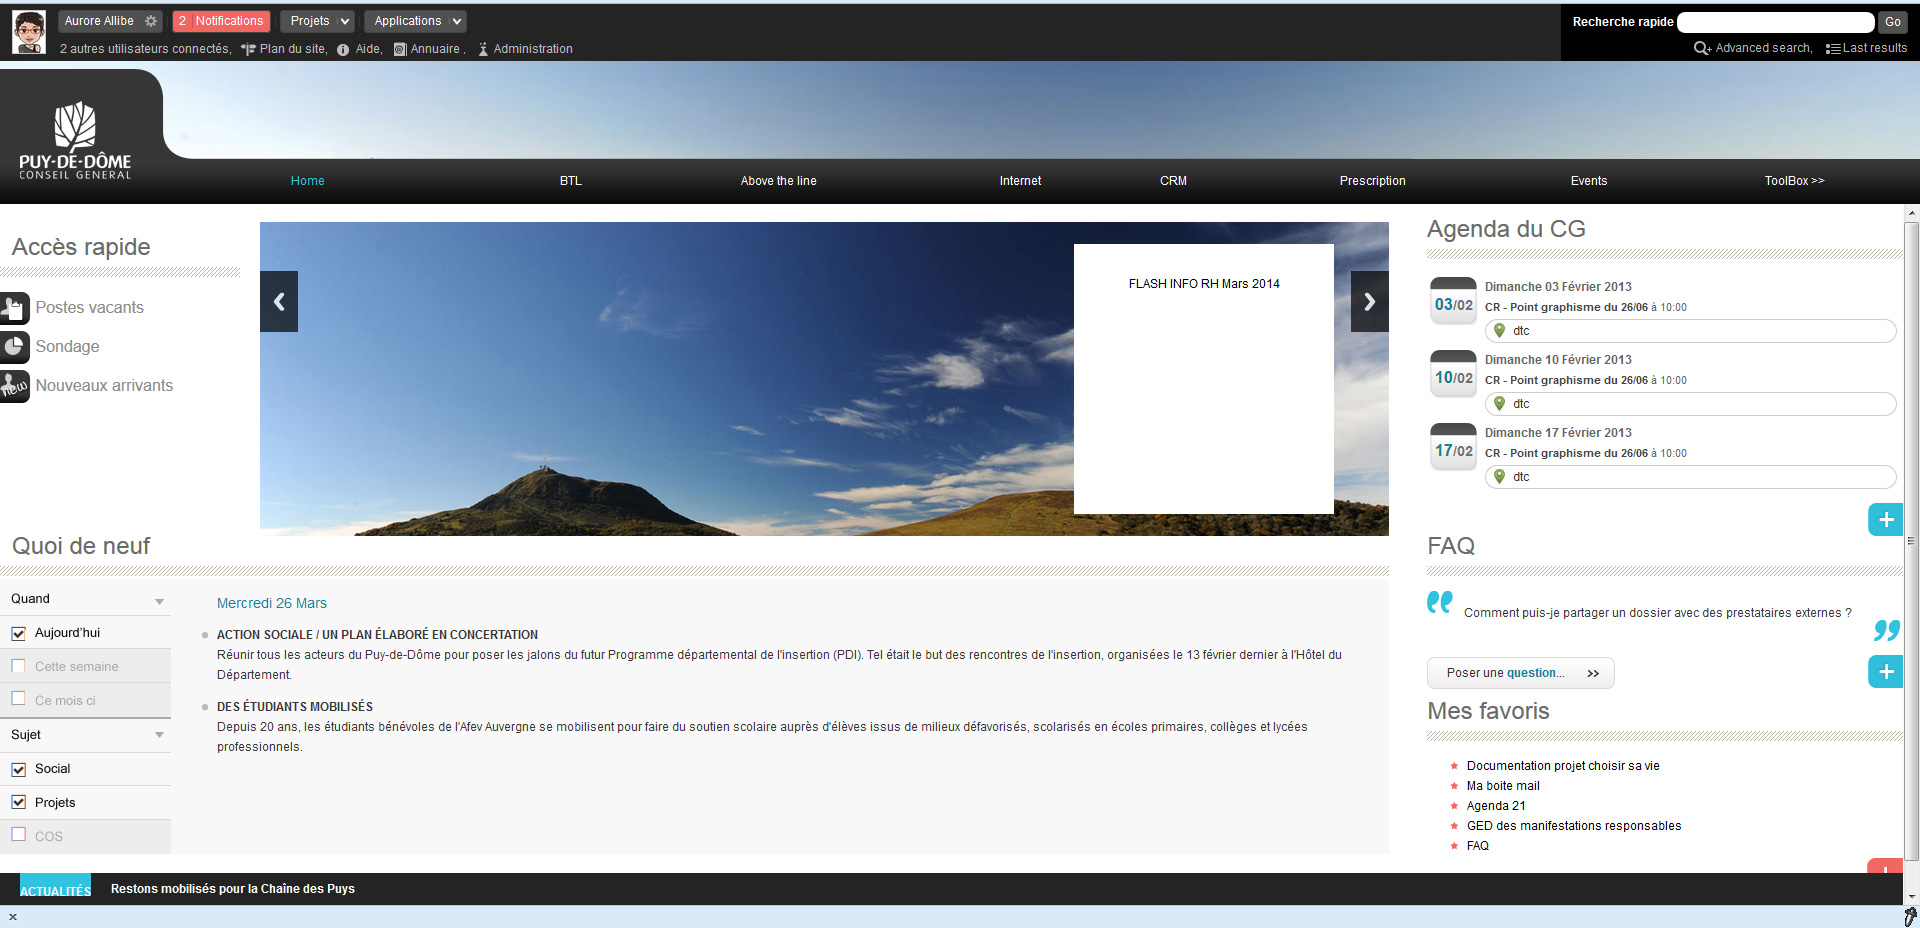 Aurore Allibe
2 Notifications
Projets
Applications
Recherche rapide
Go
2 autres utilisateurs connectés,
Plan du site,
Aide,
Annuaire ,
Administration
Advanced search,
Last results
PUY-DE-DÔME
CONSEIL GENERAL
Home
BTL
Above the line
Internet
CRM
Prescription
Events
ToolBox >>
Accès rapide
Postes vacants
Sondage
new
Nouveaux arrivants
FLASH INFO RH Mars 2014
Agenda du CG
03/02
Dimanche 03 Février 2013
CR - Point graphisme du 26/06 à 10:00
dtc
10/02
Dimanche 10 Février 2013
CR - Point graphisme du 26/06 à 10:00
dtc
17/02
Dimanche 17 Février 2013
CR - Point graphisme du 26/06 à 10:00
dtc
Quoi de neuf
Quand
Aujourd'hui
Cette semaine
Ce mois ci
Sujet
Social
Projets
COS
Mercredi 26 Mars
ACTION SOCIALE / UN PLAN ÉLABORÉ EN CONCERTATION
Réunir tous les acteurs du Puy-de-Dôme pour poser les jalons du futur Programme départemental de l'insertion (PDI). Tel était le but des rencontres de l'insertion, organisées le 13 février dernier à l'Hôtel du
Département.
DES ÉTUDIANTS MOBILISÉS
Depuis 20 ans, les étudiants bénévoles de l'Afev Auvergne se mobilisent pour faire du soutien scolaire auprès d'élèves issus de milieux défavorisés, scolarisés en écoles primaires, collèges et lycées
professionnels.
FAQ
Comment puis-je partager un dossier avec des prestataires externes ?
Poser une question... >>
Mes favoris
Documentation projet choisir sa vie
Ma boite mail
Agenda 21
GED des manifestations responsables
FAQ
ACTUALITÉS
Restons mobilisés pour la Chaîne des Puys